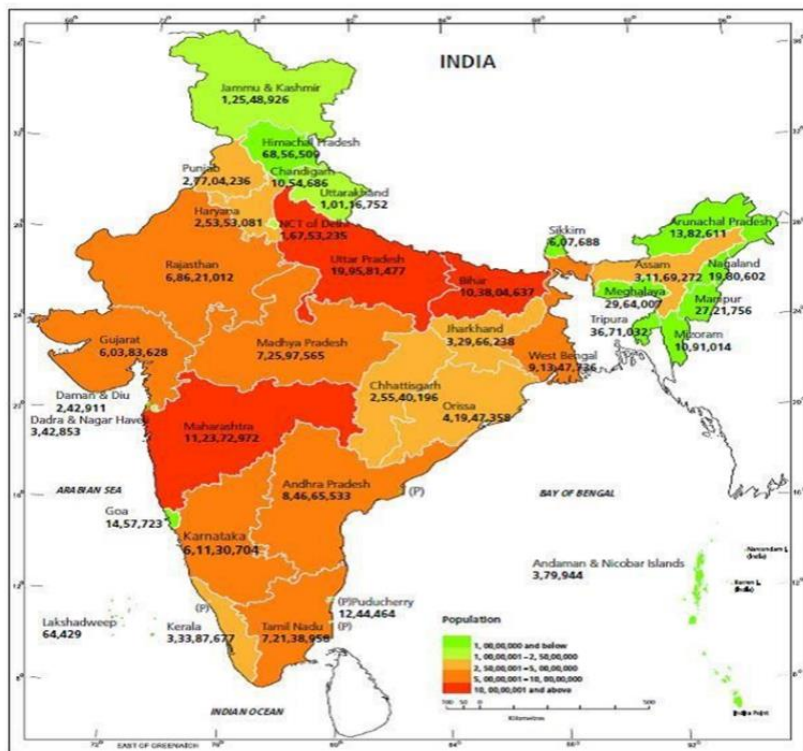 INDIA
Jammu & Kashmir
1,25,48,926
Himachal Pradesh
68,56,509
Punjab
2,77,04,236
Chandigarh
10,54,686
Uttarakhand
1,01,16,752
Haryana
2,53,53,081
NCT of Delhi
1,67,53,235
Rajasthan
6,86,21,012
Uttar Pradesh
19,95,81,477
Bihar
10,38,04,637
Sikkim
6,07,688
Arunachal Pradesh
13,82,611
Assam
3,11,69,272
Nagaland
19,80,602
Meghalaya
29,64,007
Manipur
27,21,756
Tripura
36,71,032
Mizoram
10,91,014
Gujarat
6,03,83,628
Madhya Pradesh
7,25,97,565
Jharkhand
3,29,66,238
West Bengal
9,13,47,736
Chhattisgarh
2,55,40,196
Orissa
4,19,47,358
Daman & Diu
2,42,911
Dadra & Nagar Haveli
3,42,853
Maharashtra
11,23,72,972
Andhra Pradesh
8,46,65,533
(P)
ARABIAN SEA
BAY OF BENGAL
Goa
14,57,723
Karnataka
6,11,30,704
Andaman & Nicobar Islands
3,79,944
(P)
(P)Puducherry
12,44,464
(P)
Lakshadweep
64,429
Kerala
3,33,87,677
Tamil Nadu
7,21,38,958
INDIAN OCEAN
Population
1, 00,00,000 and below
1, 00,00,001 - 2, 50,00,000
2, 50,00,001 - 5, 00,00,000
5, 00,00,001 - 10, 00,00,000
10, 00,00,001 and above
Kilometres
EAST OF GREENWICH